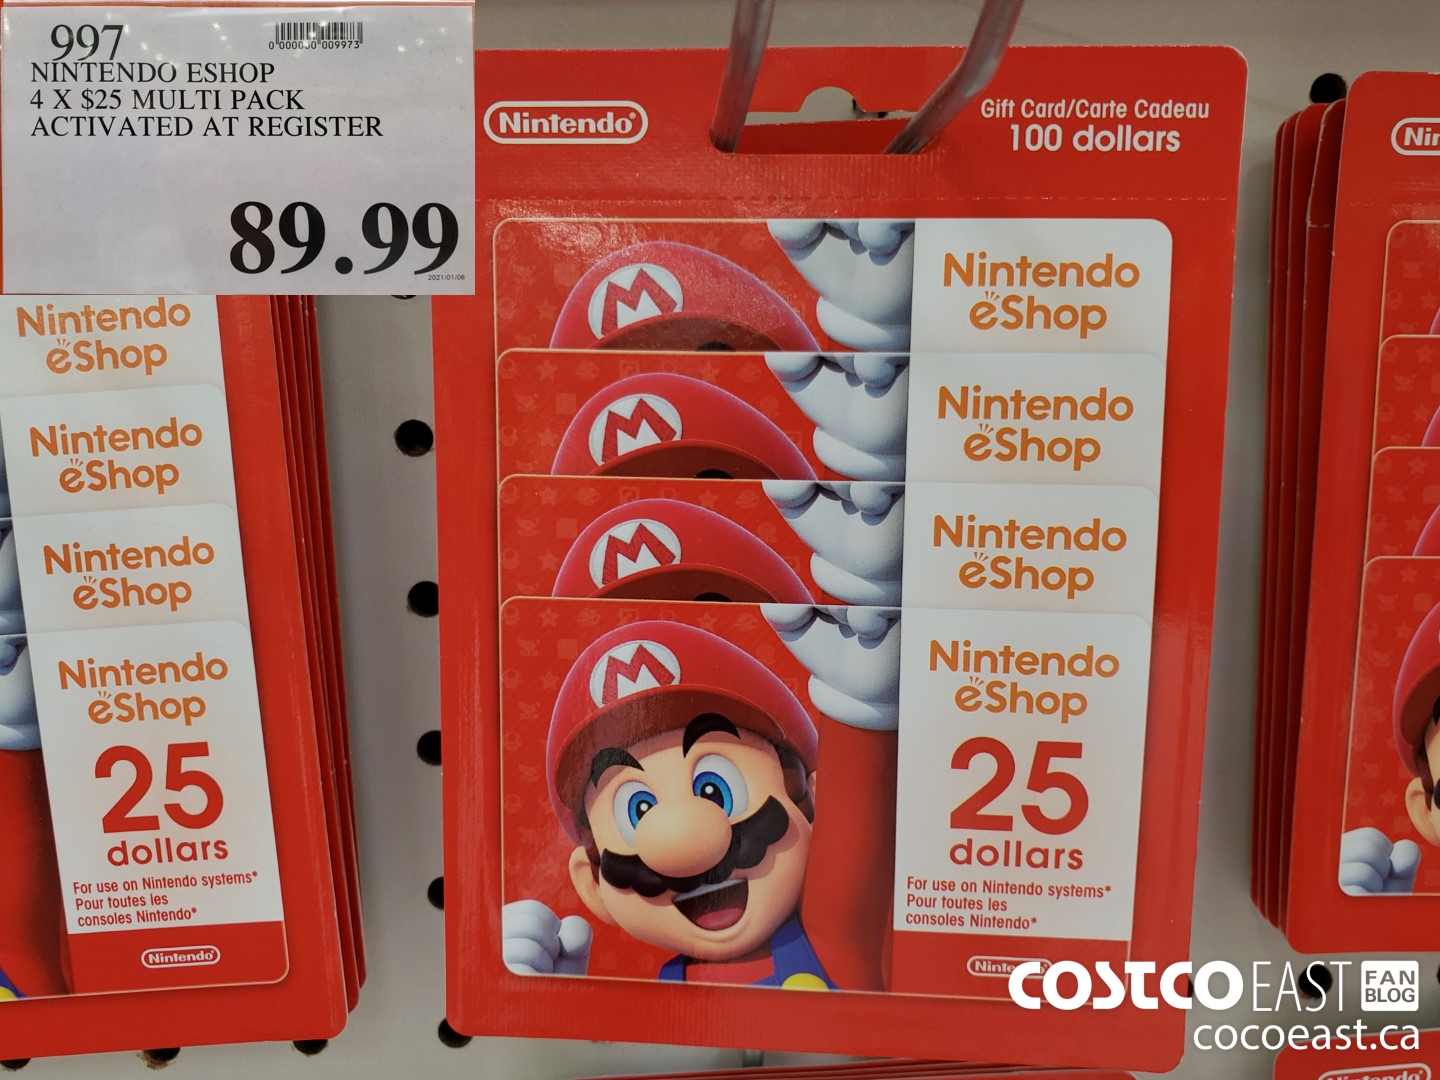 997
0 000000 009973
NINTENDO ESHOP
4 X $25 MULTI PACK
ACTIVATED AT REGISTER
89.99
2021/01/06
Nintendo
Gift Card/Carte Cadeau
100 dollars
Nintendo
eShop
Nintendo
eShop
Nintendo
eShop
Nintendo
eShop
25
dollars
For use on Nintendo systems*
Pour toutes les
consoles Nintendo*
Nintendo
Nintendo
eShop
Nintendo
eShop
Nintendo
eShop
Nintendo
eShop
25
dollars
For use on Nintendo systems*
Pour toutes les
consoles Nintendo*
COSTCO EAST FAN BLOG
cocoeast.ca